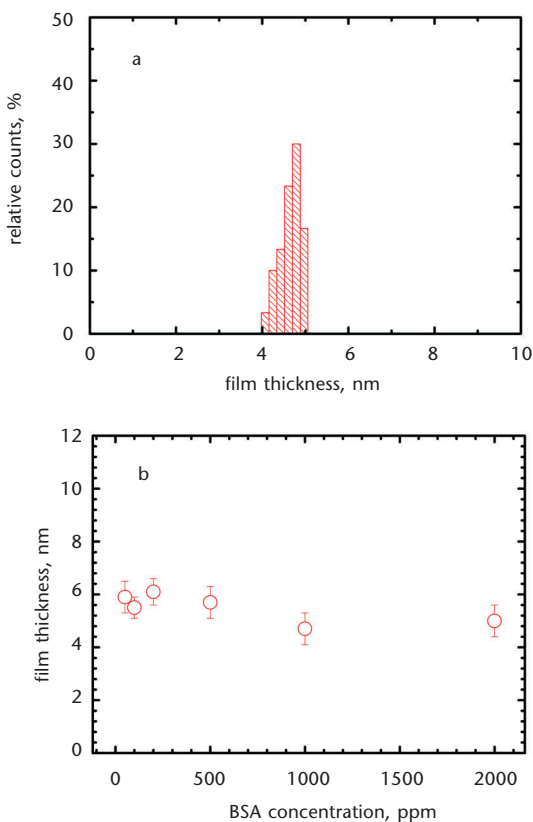 50
40
30
20
10
0
relative counts, %
a
0 2 4 6 8 10
film thickness, nm
12
10
8
6
4
2
0
film thickness, nm
b
0 500 1000 1500 2000
BSA concentration, ppm